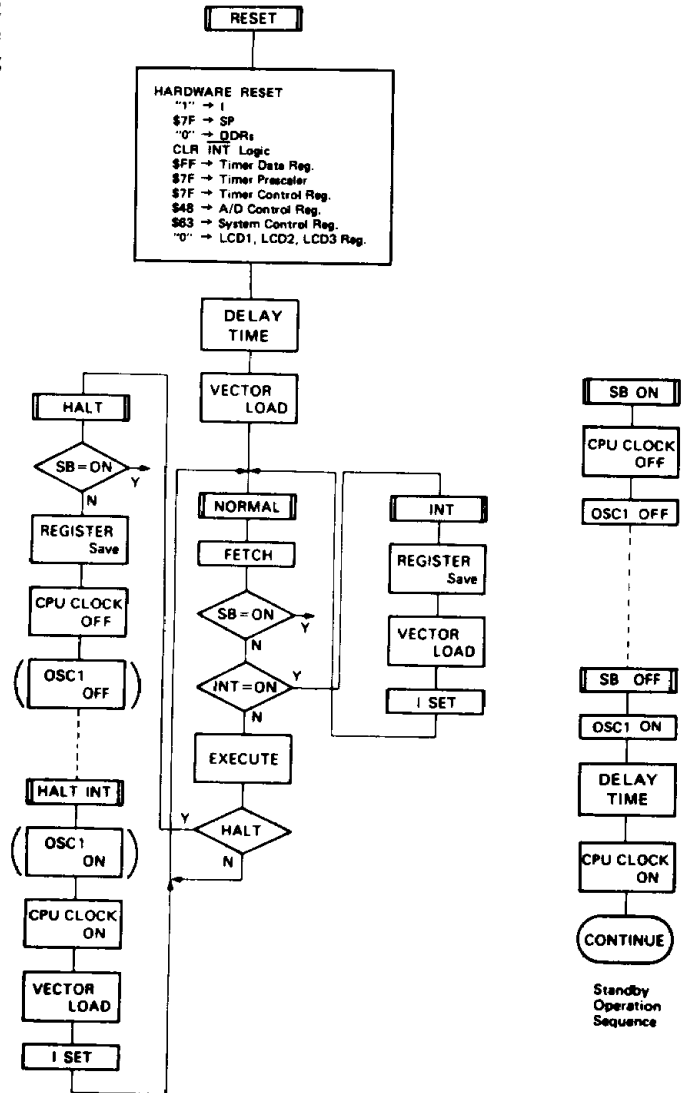 RESET
HARDWARE RESET
"1" → I
$7F → SP
"0" → DDRs
CLR INT Logic
$FF → Timer Data Reg.
$7F → Timer Prescaler
$7F → Timer Control Reg.
$48 → A/D Control Reg.
$63 → System Control Reg.
"0" → LCD1, LCD2, LCD3 Reg.
DELAY
TIME
VECTOR
LOAD
HALT
SB=ON
Y
N
REGISTER
Save
CPU CLOCK
OFF
OSC1
OFF
HALT INT
OSC1
ON
CPU CLOCK
ON
VECTOR
LOAD
I SET
NORMAL
FETCH
SB=ON
Y
N
INT=ON
Y
N
EXECUTE
HALT
Y
N
INT
REGISTER
Save
VECTOR
LOAD
I SET
SB ON
CPU CLOCK
OFF
OSC1 OFF
SB OFF
OSC1 ON
DELAY
TIME
CPU CLOCK
ON
CONTINUE
Standby
Operation
Sequence